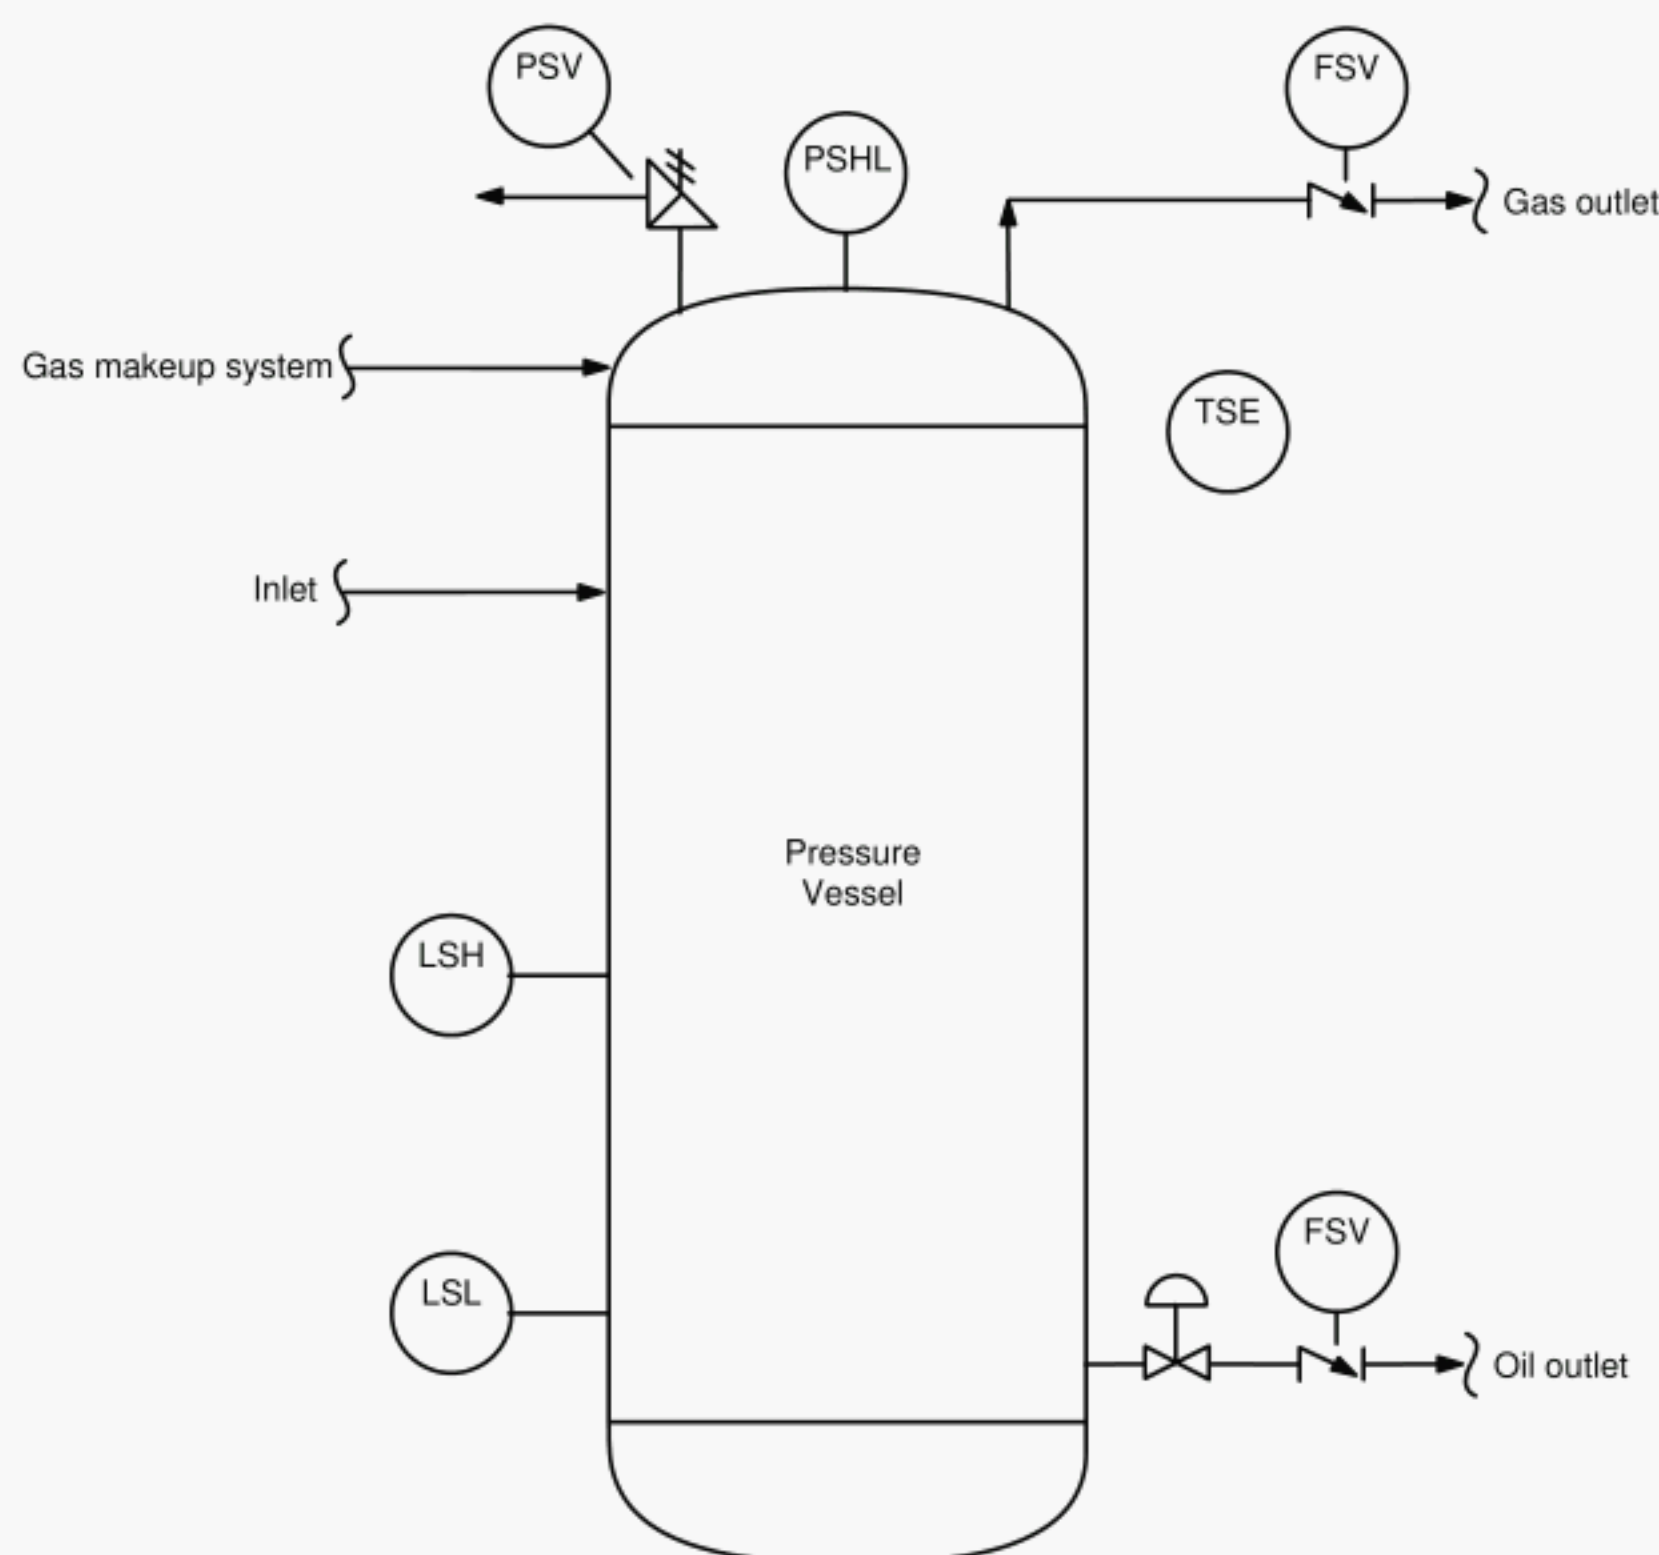 PSV
FSV
PSHL
Gas outlet
Gas makeup system
TSE
Inlet
Pressure
Vessel
LSH
FSV
LSL
Oil outlet